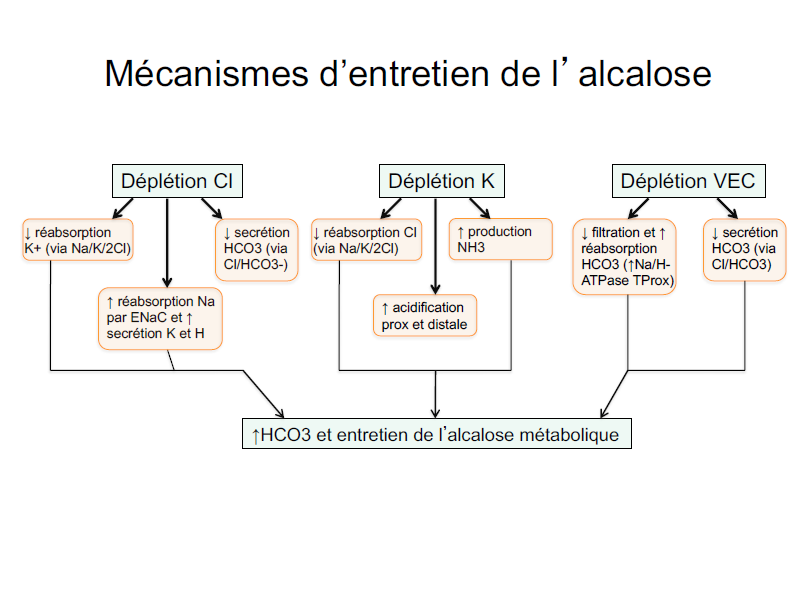 Mécanismes d’entretien de l’alcalose
Déplétion Cl
Déplétion K
Déplétion VEC
↓ réabsorption
K+ (via Na/K/2Cl)
↓ secrétion
HCO3 (via
Cl/HCO3-)
↓ réabsorption Cl
(via Na/K/2Cl)
↑ production
NH3
↓ filtration et ↑
réabsorption
HCO3 (↑Na/H-
ATPase TProx)
↓ secrétion
HCO3 (via
Cl/HCO3)
↑ réabsorption Na
par ENaC et ↑
secrétion K et H
↑ acidification
prox et distale
↑HCO3 et entretien de l’alcalose métabolique